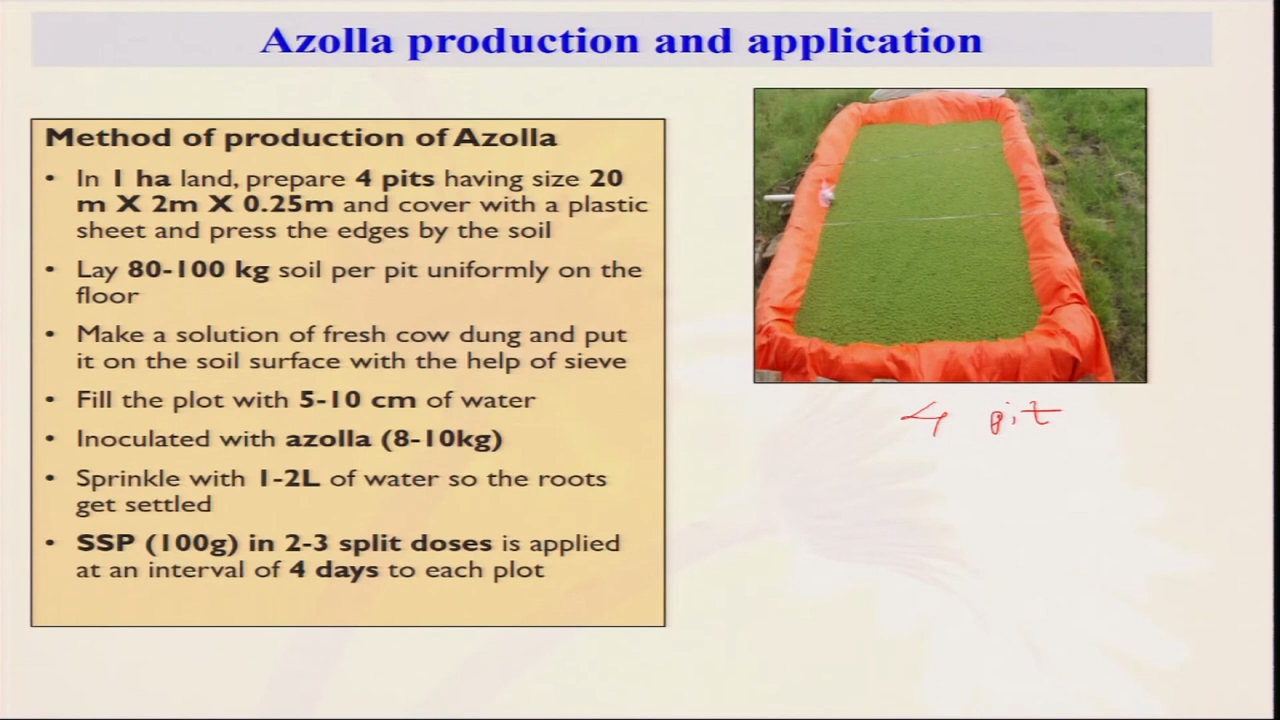 Azolla production and application
Method of production of Azolla
• In 1 ha land, prepare 4 pits having size 20
m X 2m X 0.25m and cover with a plastic
sheet and press the edges by the soil
• Lay 80-100 kg soil per pit uniformly on the
floor
• Make a solution of fresh cow dung and put
it on the soil surface with the help of sieve
• Fill the plot with 5-10 cm of water
• Inoculated with azolla (8-10kg)
• Sprinkle with 1-2L of water so the roots
get settled
• SSP (100g) in 2-3 split doses is applied
at an interval of 4 days to each plot
4 pit